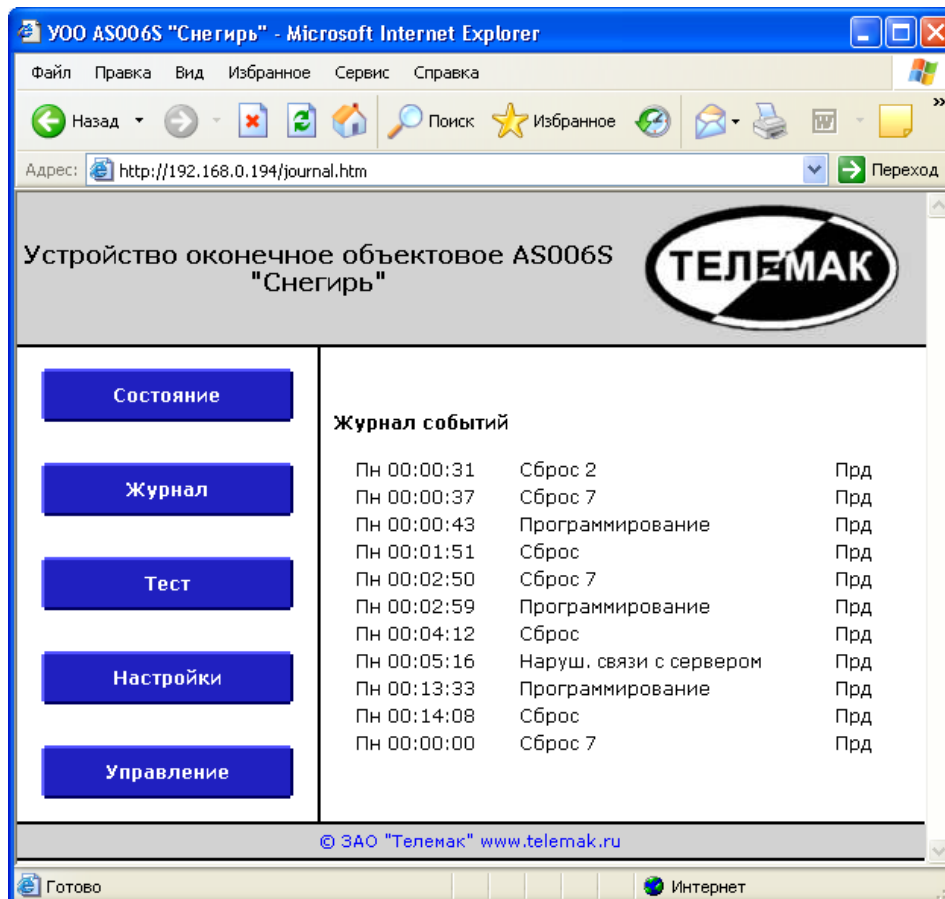 УОО AS006S "Снегирь" - Microsoft Internet Explorer
Файл Правка Вид Избранное Сервис Справка
Назад Поиск Избранное »
Адрес: http://192.168.0.194/journal.htm Переход
Устройство оконечное объектовое AS006S
"Снегирь"
ТЕЛЕМАК
Состояние
Журнал
Тест
Настройки
Управление
Журнал событий
Пн 00:00:31 Сброс 2 Прд
Пн 00:00:37 Сброс 7 Прд
Пн 00:00:43 Программирование Прд
Пн 00:01:51 Сброс Прд
Пн 00:02:50 Сброс 7 Прд
Пн 00:02:59 Программирование Прд
Пн 00:04:12 Сброс Прд
Пн 00:05:16 Наруш. связи с сервером Прд
Пн 00:13:33 Программирование Прд
Пн 00:14:08 Сброс Прд
Пн 00:00:00 Сброс 7 Прд
© ЗАО "Телемак" www.telemak.ru
Готово Интернет